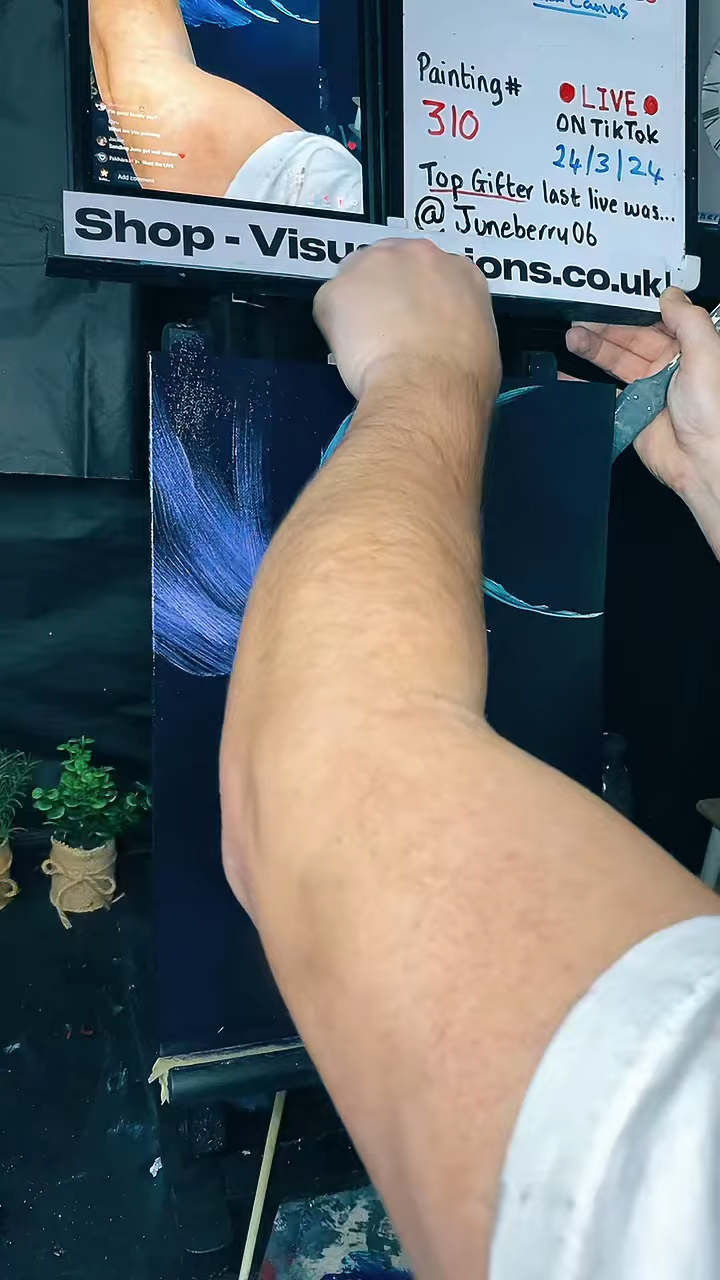 Canvas
Painting#
310
LIVE
ON TikTok
24/3/24
Top Gifter last live was...
@Juneberry06
Shop - Visu ions.co.uk!
Add comment